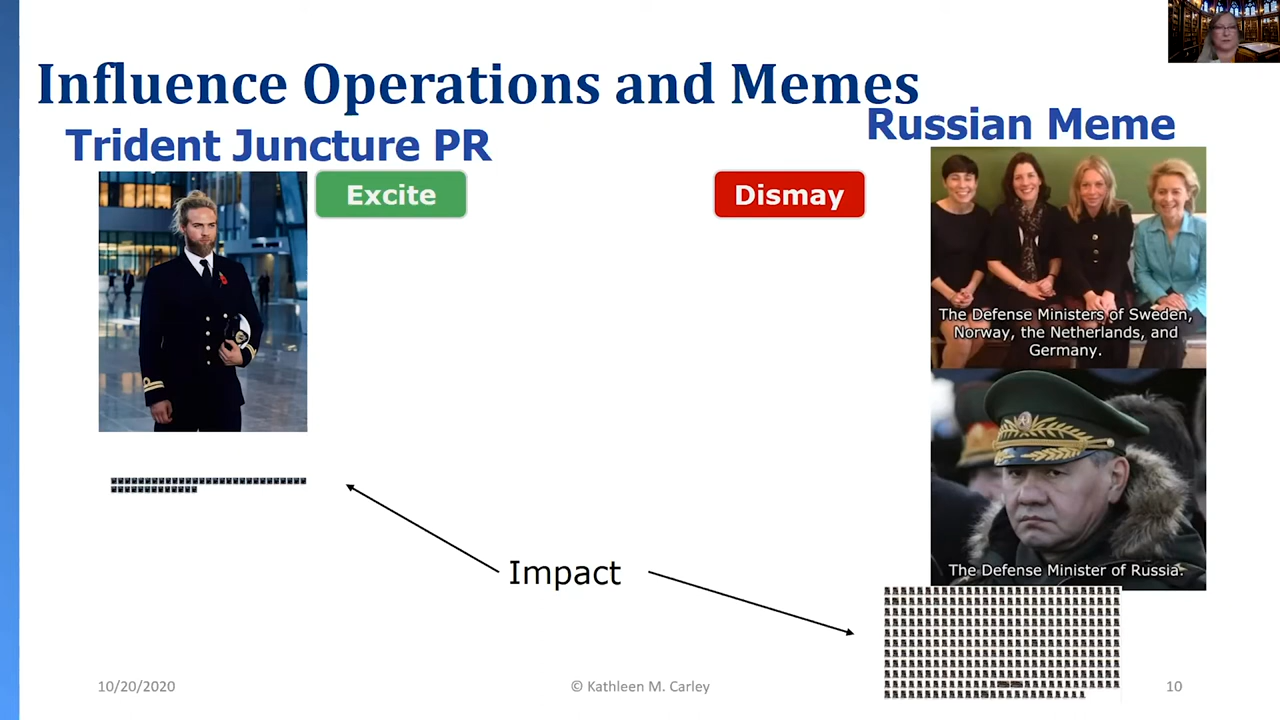 Influence Operations and Memes
Trident Juncture PR
Russian Meme
Excite
Dismay
The Defense Ministers of Sweden,
Norway, the Netherlands, and
Germany.
The Defense Minister of Russia.
Impact
10/20/2020
© Kathleen M. Carley
10